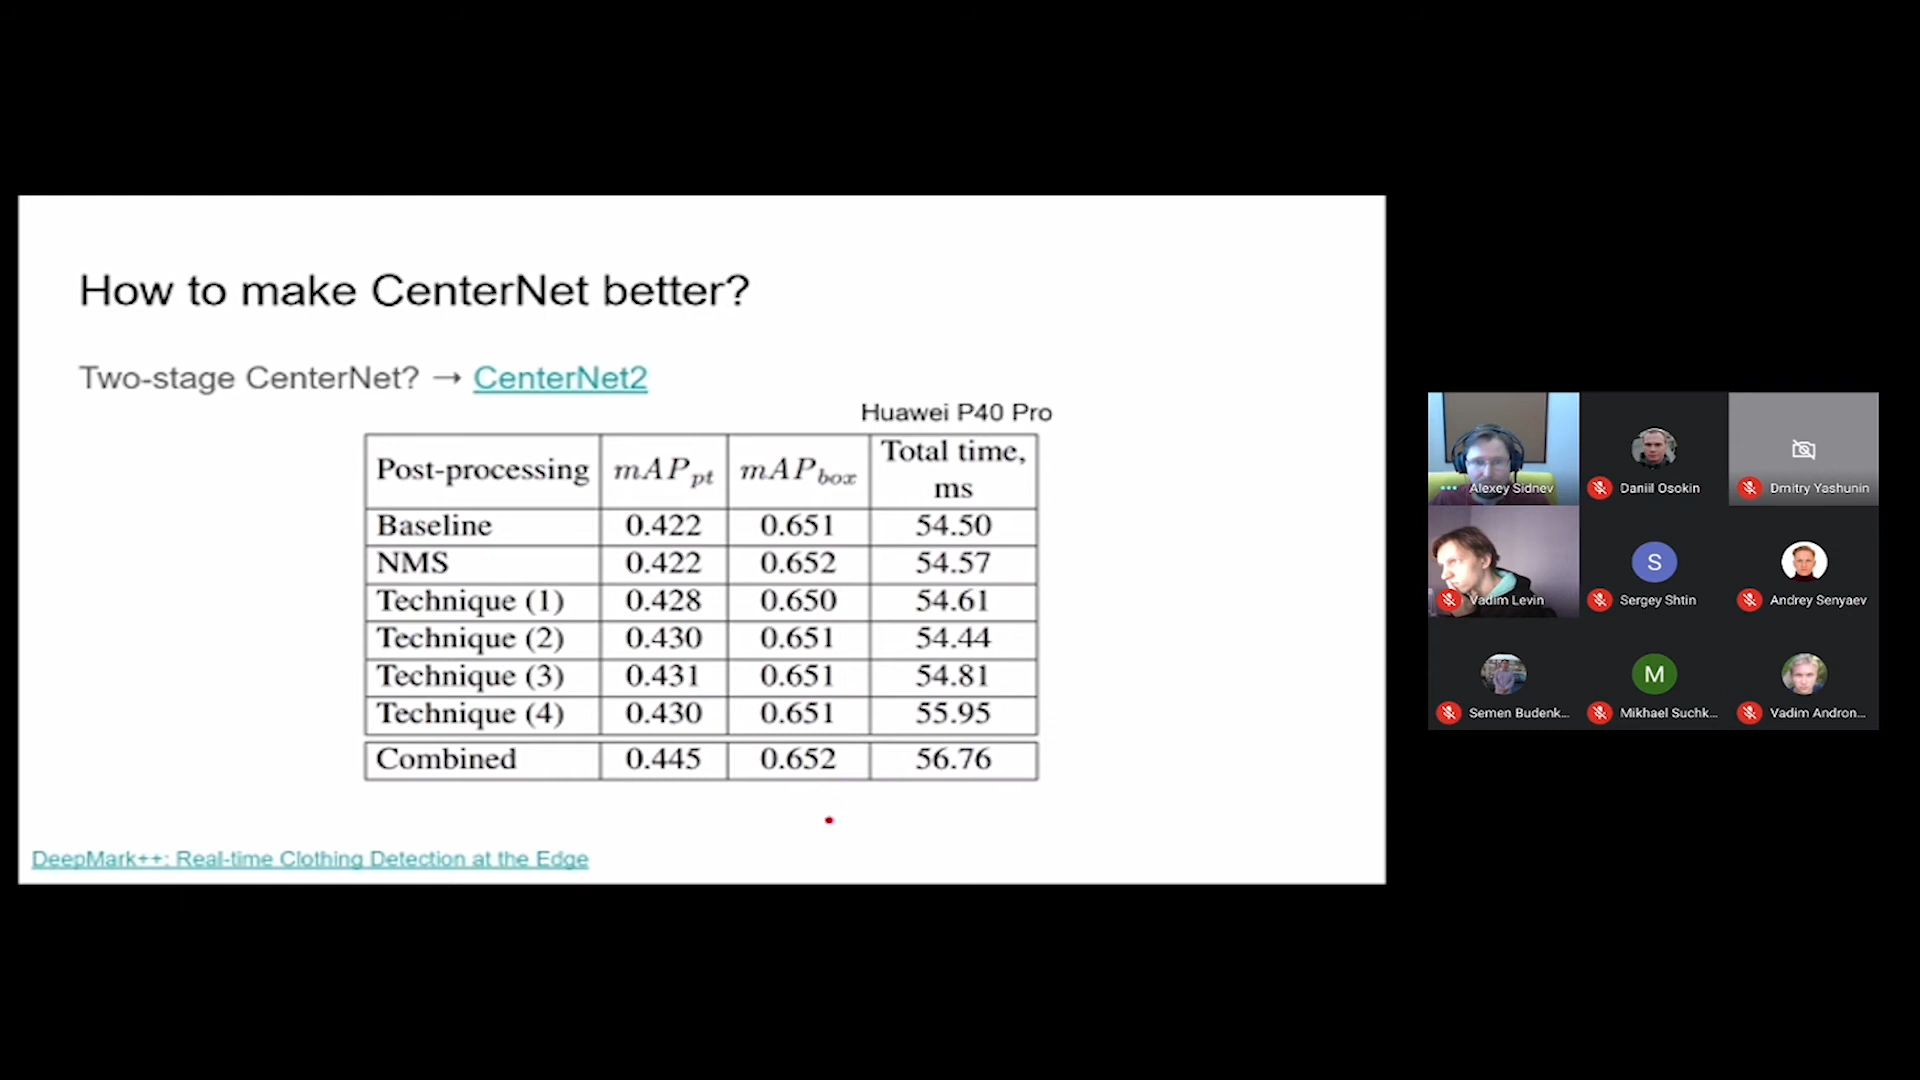 How to make CenterNet better?
Two-stage CenterNet? → CenterNet2
Huawei P40 Pro
Post-processing mAP_pt mAP_box Total time, ms
Baseline 0.422 0.651 54.50
NMS 0.422 0.652 54.57
Technique (1) 0.428 0.650 54.61
Technique (2) 0.430 0.651 54.44
Technique (3) 0.431 0.651 54.81
Technique (4) 0.430 0.651 55.95
Combined 0.445 0.652 56.76
DeepMark++: Real-time Clothing Detection at the Edge
Alexey Sidnev
Daniil Osokin
Dmitry Yashunin
Vadim Levin
S
Sergey Shtin
Andrey Senyaev
Semen Budenk...
M
Mikhael Suchk...
Vadim Andron...